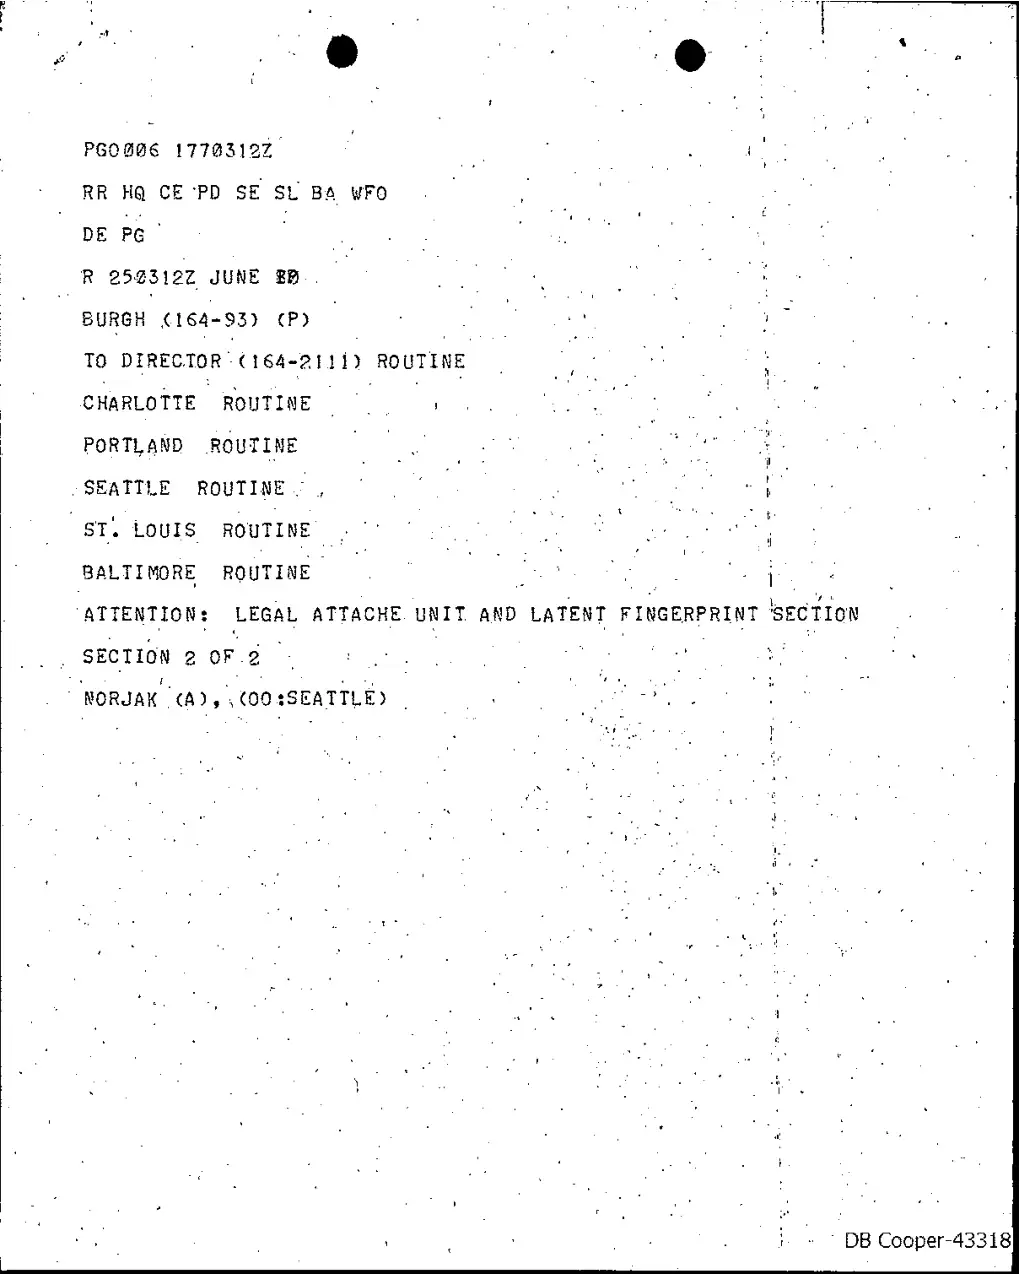 PG0006 1770312Z
RR HQ CE PD SE SL BA WFO
DE PG
R 250312Z JUNE 80
BURGH (164-93) (P)
TO DIRECTOR (164-2111) ROUTINE
CHARLOTTE ROUTINE
PORTLAND ROUTINE
SEATTLE ROUTINE
ST. LOUIS ROUTINE
BALTIMORE ROUTINE
ATTENTION: LEGAL ATTACHE UNIT AND LATENT FINGERPRINT SECTION
SECTION 2 OF 2
NORJAK (A), (OO:SEATTLE)
DB Cooper-43318